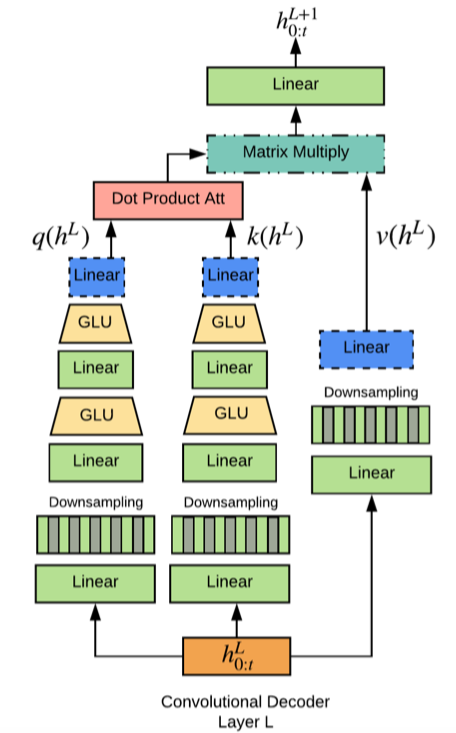 h^{L+1}_{0:t}
Linear
Matrix Multiply
Dot Product Att
q(h^L)
k(h^L)
v(h^L)
Linear
Linear
GLU
GLU
Linear
Linear
Linear
GLU
GLU
Downsampling
Linear
Linear
Linear
Downsampling
Downsampling
Linear
Linear
h^L_{0:t}
Convolutional Decoder
Layer L